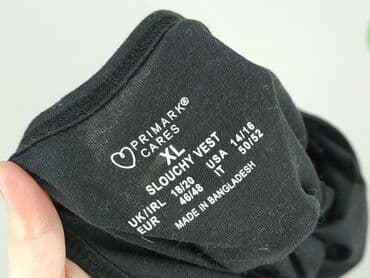 PRIMARK®
CARES
XL
SLOUCHY VEST
UK/IRL 18/20 USA 14/16
EUR 46/48 IT 50/52
MADE IN BANGLADESH